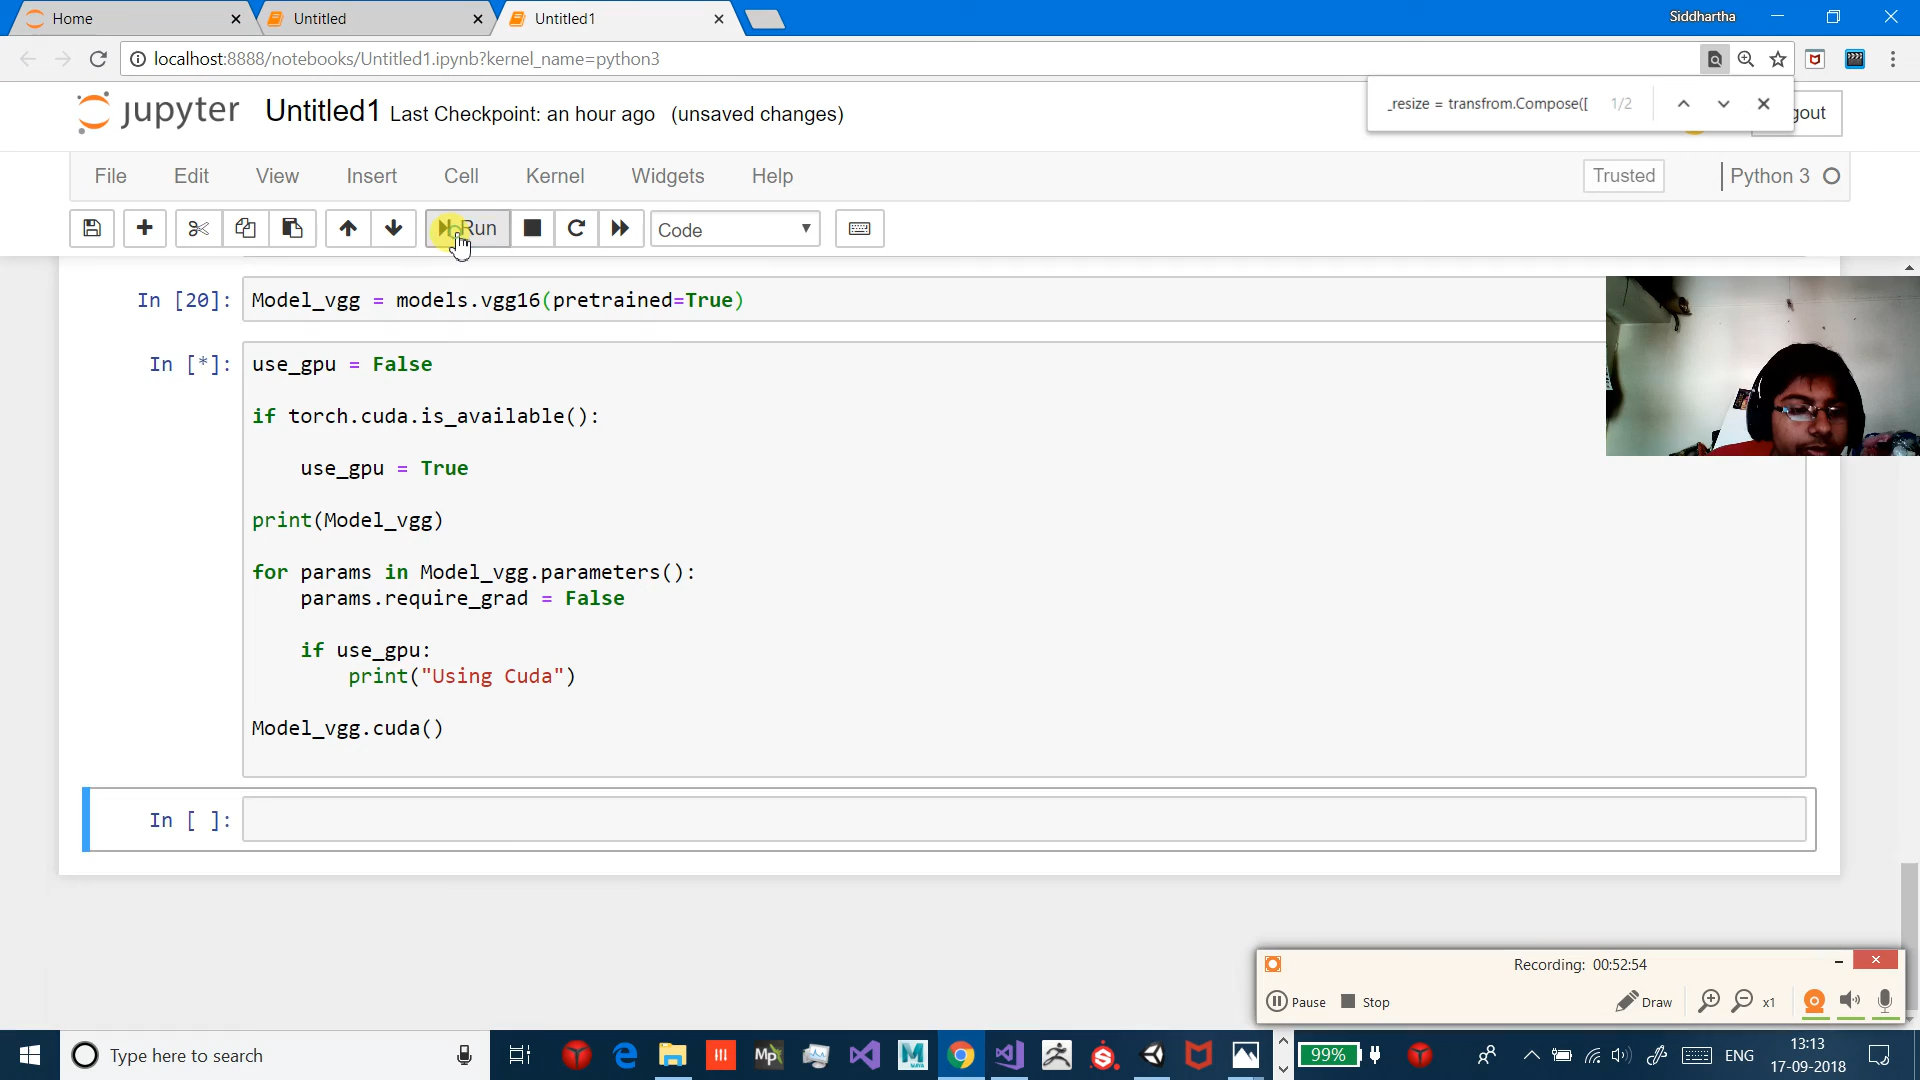 Home
Untitled
Untitled1
Siddhartha
localhost:8888/notebooks/Untitled1.ipynb?kernel_name=python3
_resize = transfrom.Compose([ 1/2
jupyter Untitled1 Last Checkpoint: an hour ago (unsaved changes)
gout
File Edit View Insert Cell Kernel Widgets Help
Trusted
Python 3
Run
Code
In [20]: Model_vgg = models.vgg16(pretrained=True)
In [*]: use_gpu = False
if torch.cuda.is_available():
use_gpu = True
print(Model_vgg)
for params in Model_vgg.parameters():
params.require_grad = False
if use_gpu:
print("Using Cuda")
Model_vgg.cuda()
In [ ]:
Recording: 00:52:54
Pause Stop Draw x1
Type here to search
99%
ENG
13:13
17-09-2018